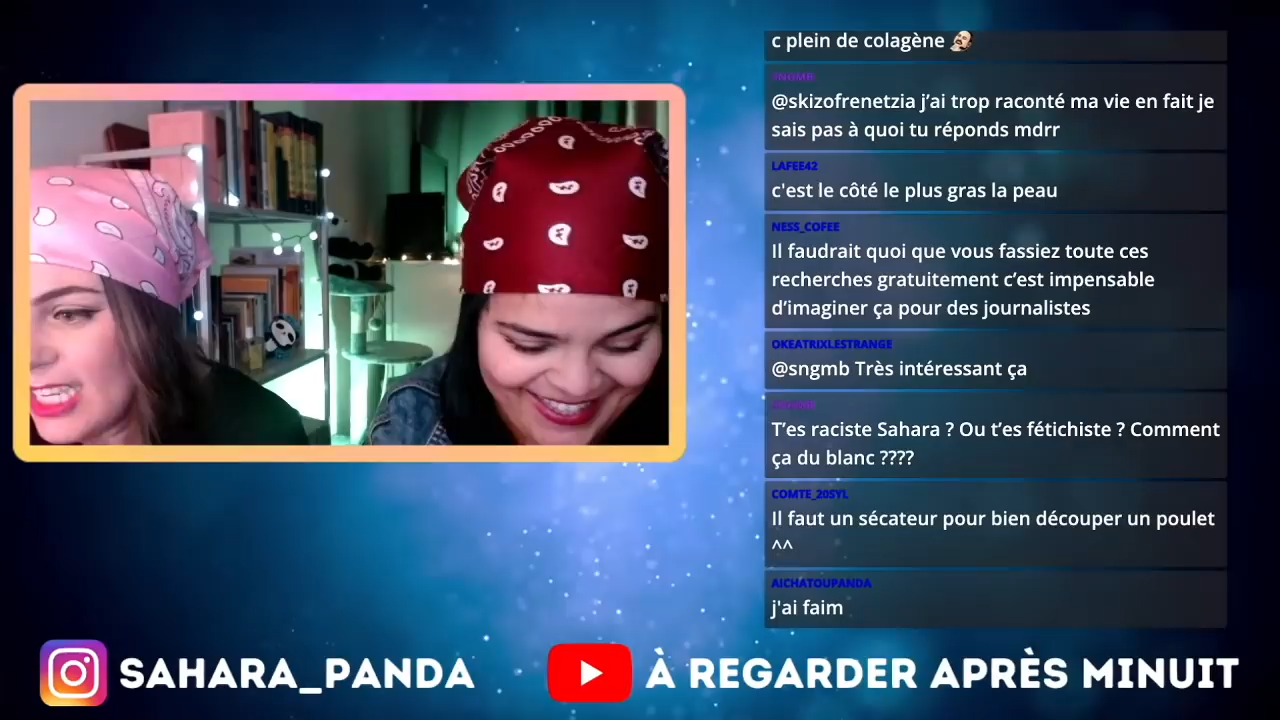 c plein de colagène
SNGMB
@skizofrenetzia j’ai trop raconté ma vie en fait je
sais pas à quoi tu réponds mdrr
LAFEE42
c'est le côté le plus gras la peau
NESS_COFEE
Il faudrait quoi que vous fassiez toute ces
recherches gratuitement c’est impensable
d’imaginer ça pour des journalistes
OKEATRIXLESTRANGE
@sngmb Très intéressant ça
T’es raciste Sahara ? Ou t’es fétichiste ? Comment
ça du blanc ????
COMTE_20SYL
Il faut un sécateur pour bien découper un poulet
^^
AICHATOUPANDA
j'ai faim
SAHARA_PANDA
À REGARDER APRÈS MINUIT